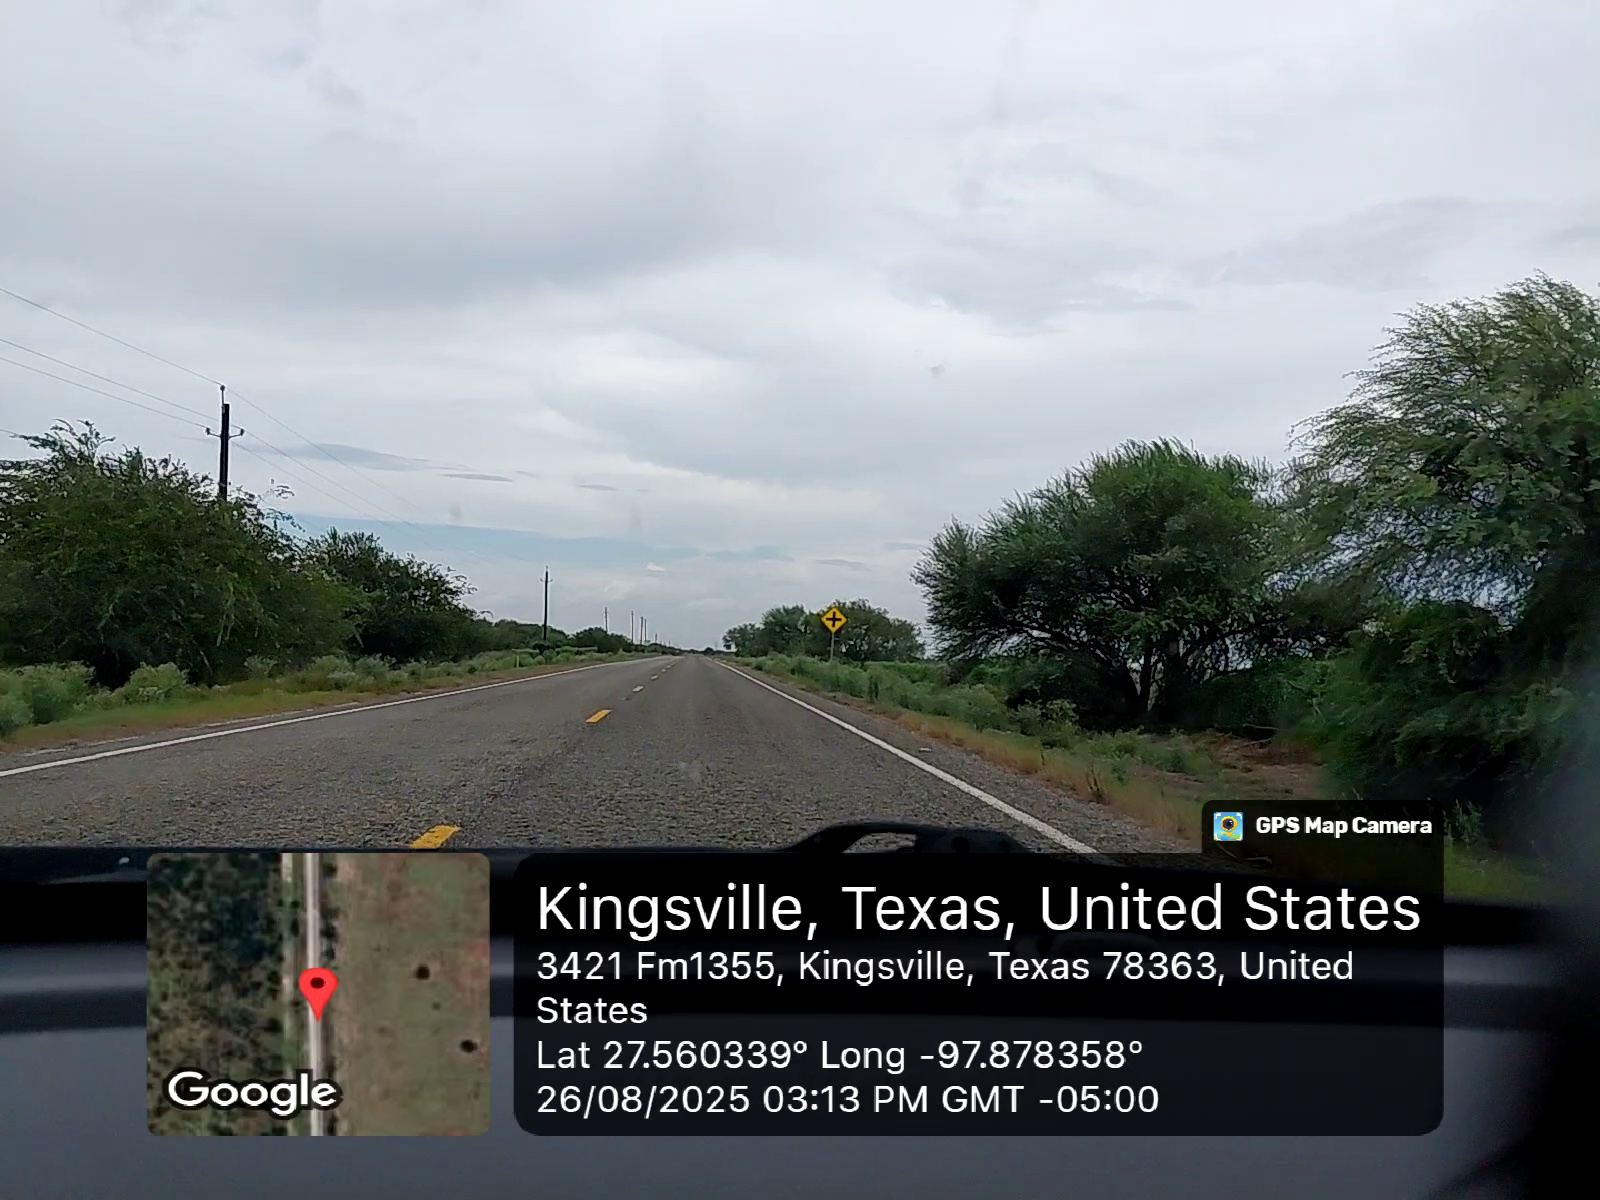 GPS Map Camera
Kingsville, Texas, United States
3421 Fm1355, Kingsville, Texas 78363, United
States
Lat 27.560339° Long -97.878358°
26/08/2025 03:13 PM GMT -05:00
Google